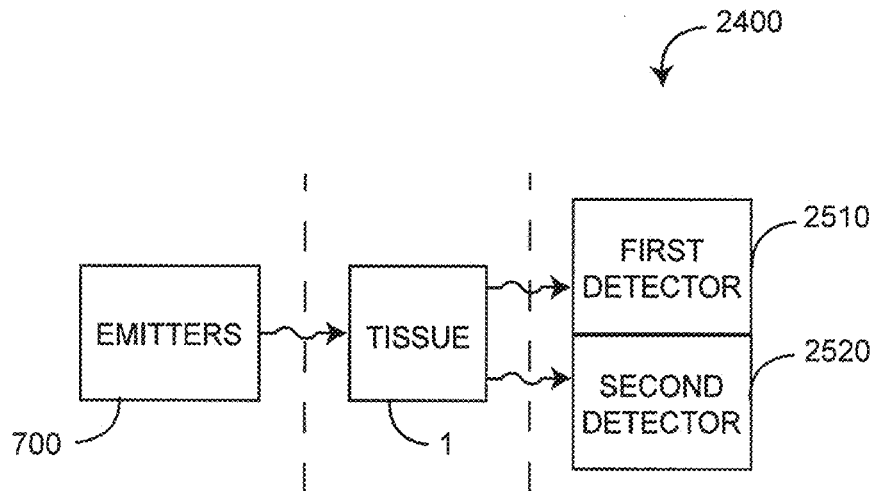 2400
2510
FIRST
DETECTOR
EMITTERS
TISSUE
2520
SECOND
DETECTOR
700
1